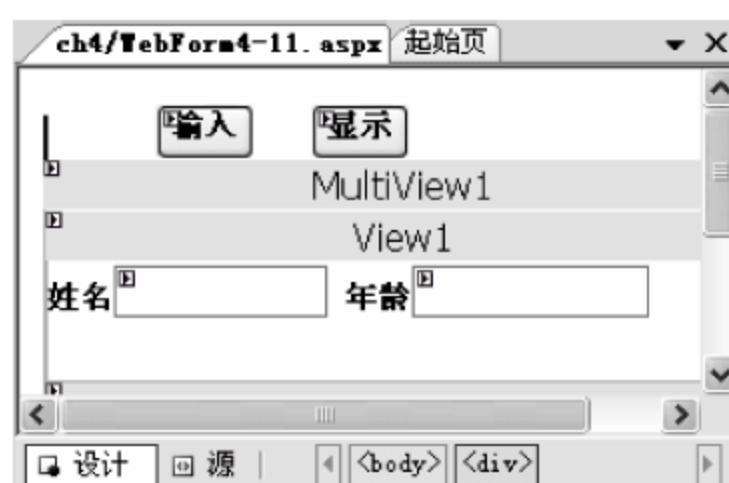 ch4/WebForm4-11.aspx 起始页
输入 显示
MultiView1
View1
姓名 年龄
设计 源 <body> <div>